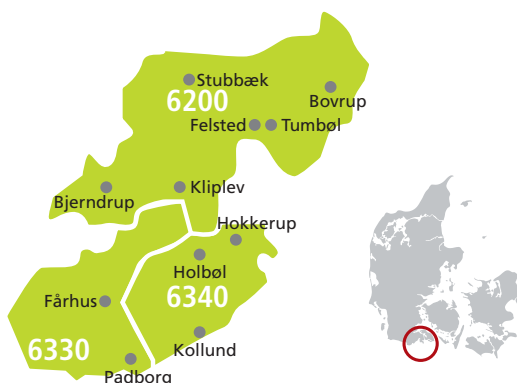 Stubbæk
6200
Bovrup
Felsted
Tumbøl
Kliplev
Bjerndrup
Hokkerup
Holbøl
6340
Fårhus
Kollund
6330
Padborg